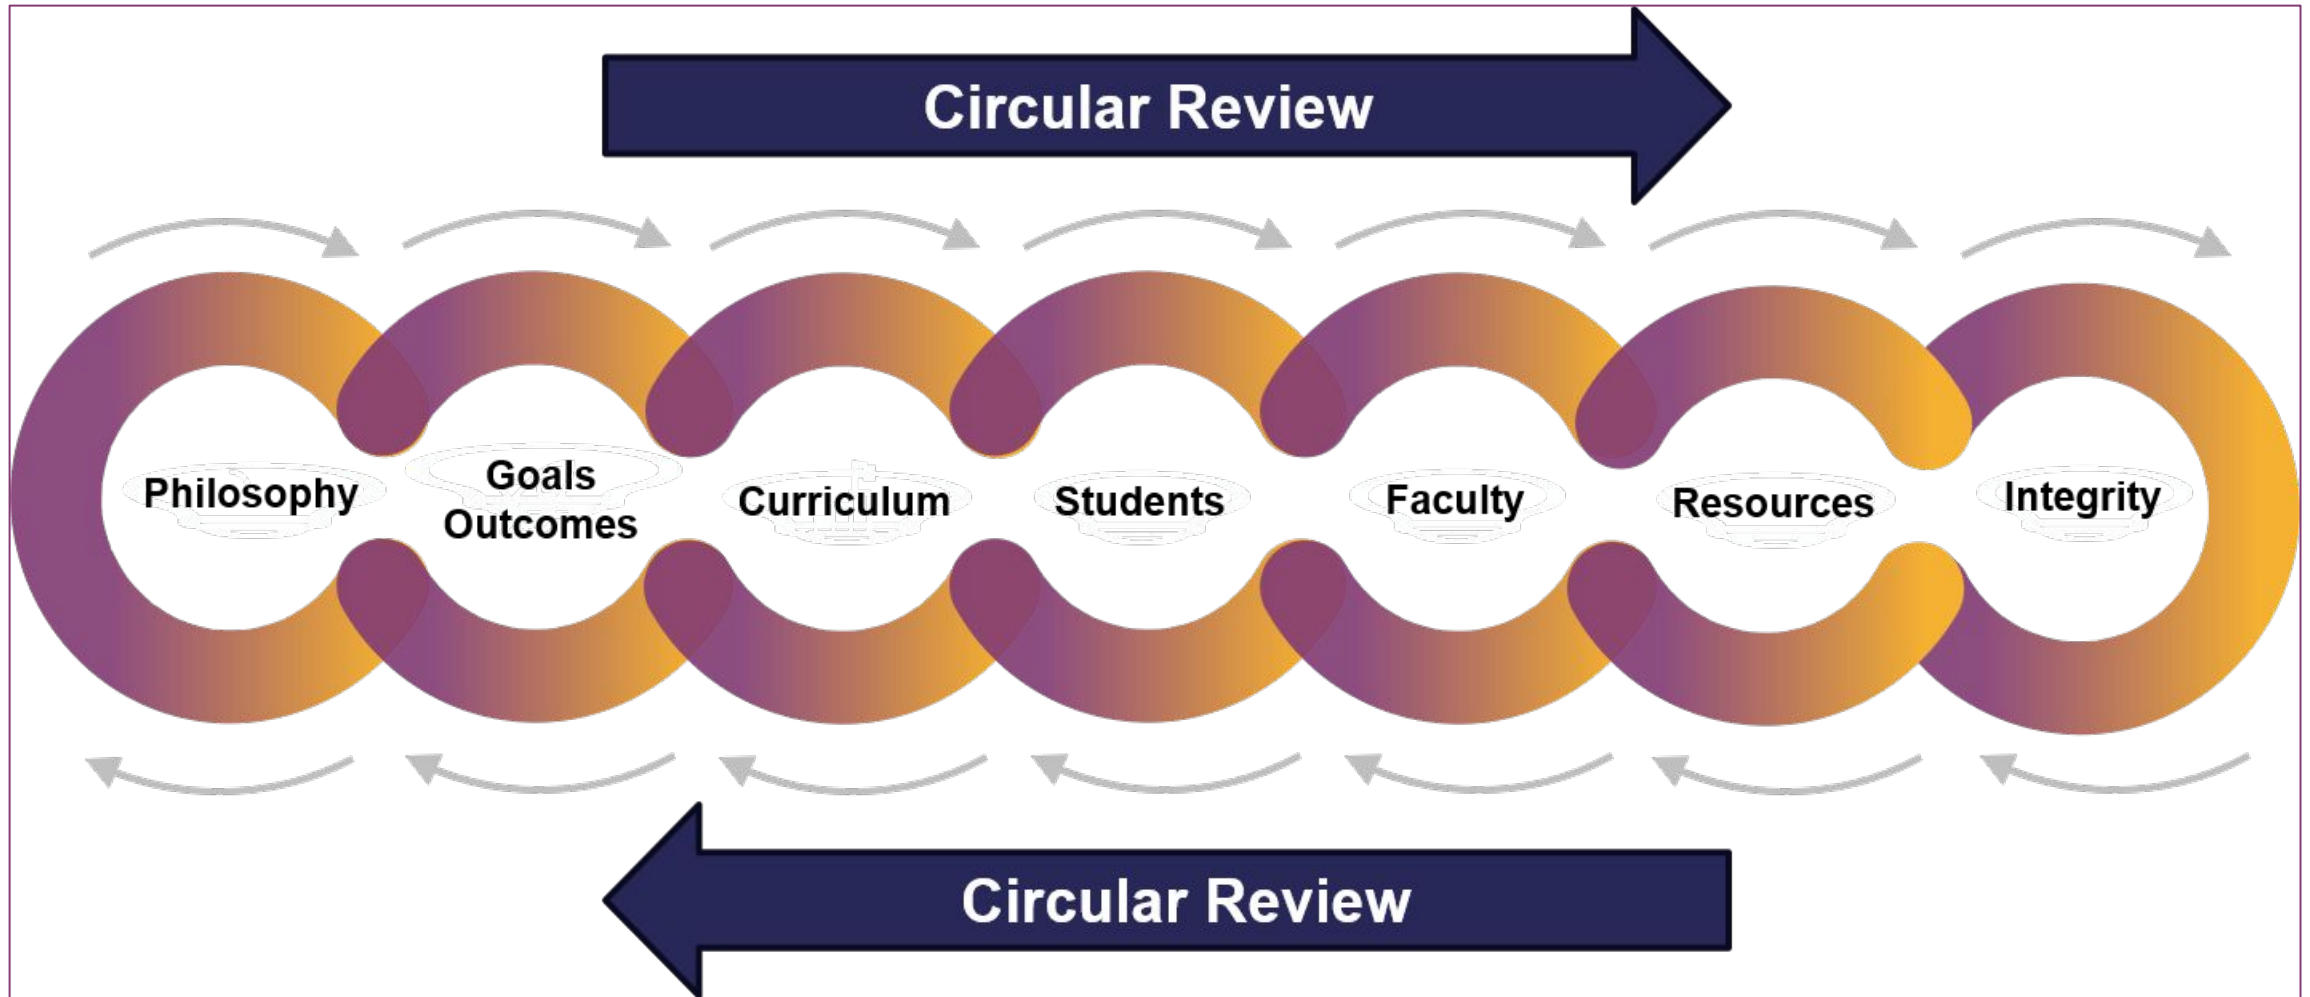 Circular Review
Philosophy
Goals
Outcomes
Curriculum
Students
Faculty
Resources
Integrity
Circular Review